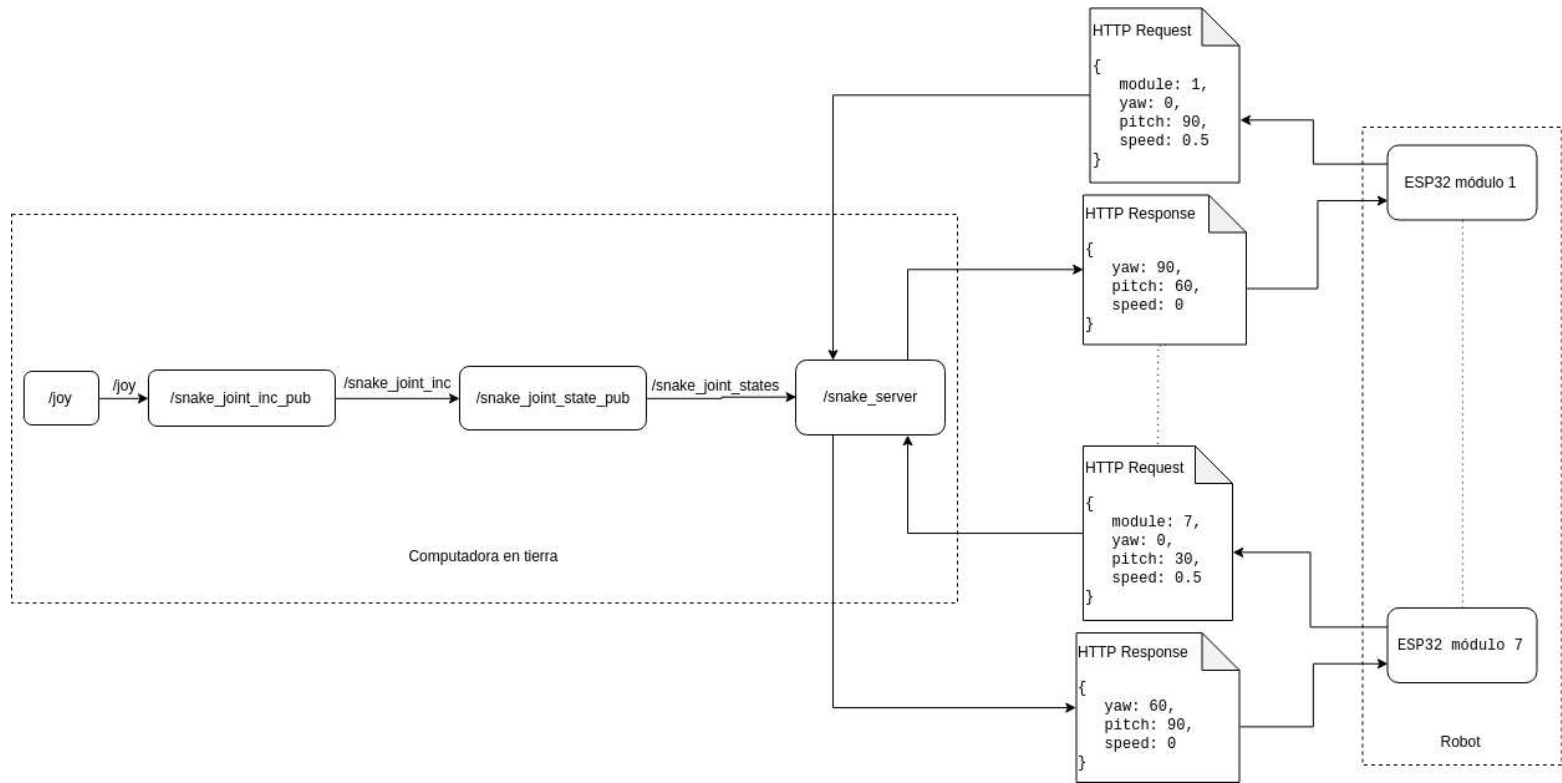 HTTP Request
{
module: 1,
yaw: 0,
pitch: 90,
speed: 0.5
}
ESP32 módulo 1
HTTP Response
{
yaw: 90,
pitch: 60,
speed: 0
}
/joy
/joy
/snake_joint_inc_pub
/snake_joint_inc
/snake_joint_state_pub
/snake_joint_states
/snake_server
Computadora en tierra
HTTP Request
{
module: 7,
yaw: 0,
pitch: 30,
speed: 0.5
}
ESP32 módulo 7
HTTP Response
{
yaw: 60,
pitch: 90,
speed: 0
}
Robot